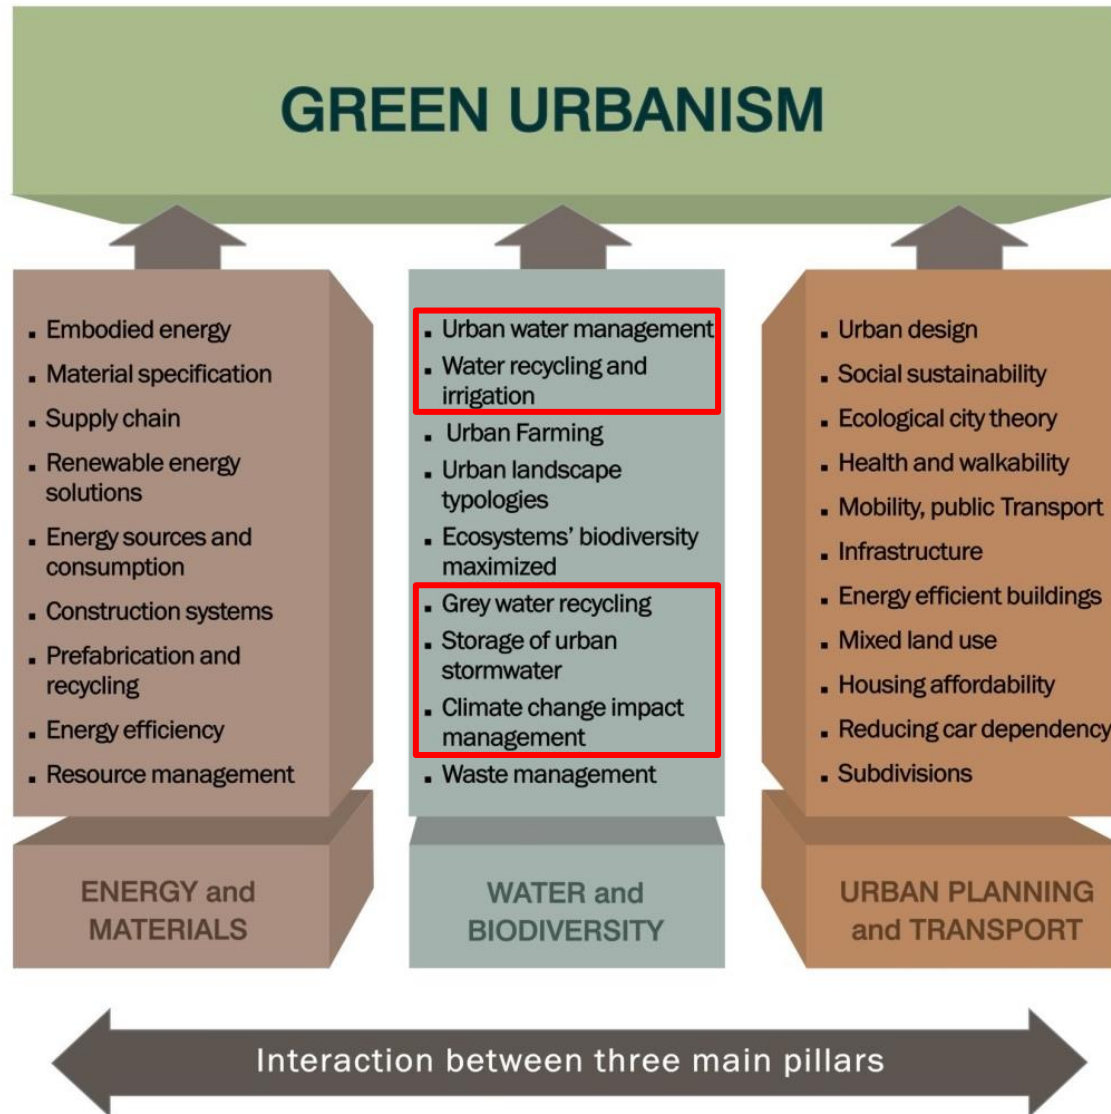 GREEN URBANISM
▪ Embodied energy
▪ Material specification
▪ Supply chain
▪ Renewable energy
solutions
▪ Energy sources and
consumption
▪ Construction systems
▪ Prefabrication and
recycling
▪ Energy efficiency
▪ Resource management
ENERGY and
MATERIALS
▪ Urban water management
▪ Water recycling and
irrigation
▪ Urban Farming
▪ Urban landscape
typologies
▪ Ecosystems’ biodiversity
maximized
▪ Grey water recycling
▪ Storage of urban
stormwater
▪ Climate change impact
management
▪ Waste management
WATER and
BIODIVERSITY
▪ Urban design
▪ Social sustainability
▪ Ecological city theory
▪ Health and walkability
▪ Mobility, public Transport
▪ Infrastructure
▪ Energy efficient buildings
▪ Mixed land use
▪ Housing affordability
▪ Reducing car dependency
▪ Subdivisions
URBAN PLANNING
and TRANSPORT
Interaction between three main pillars